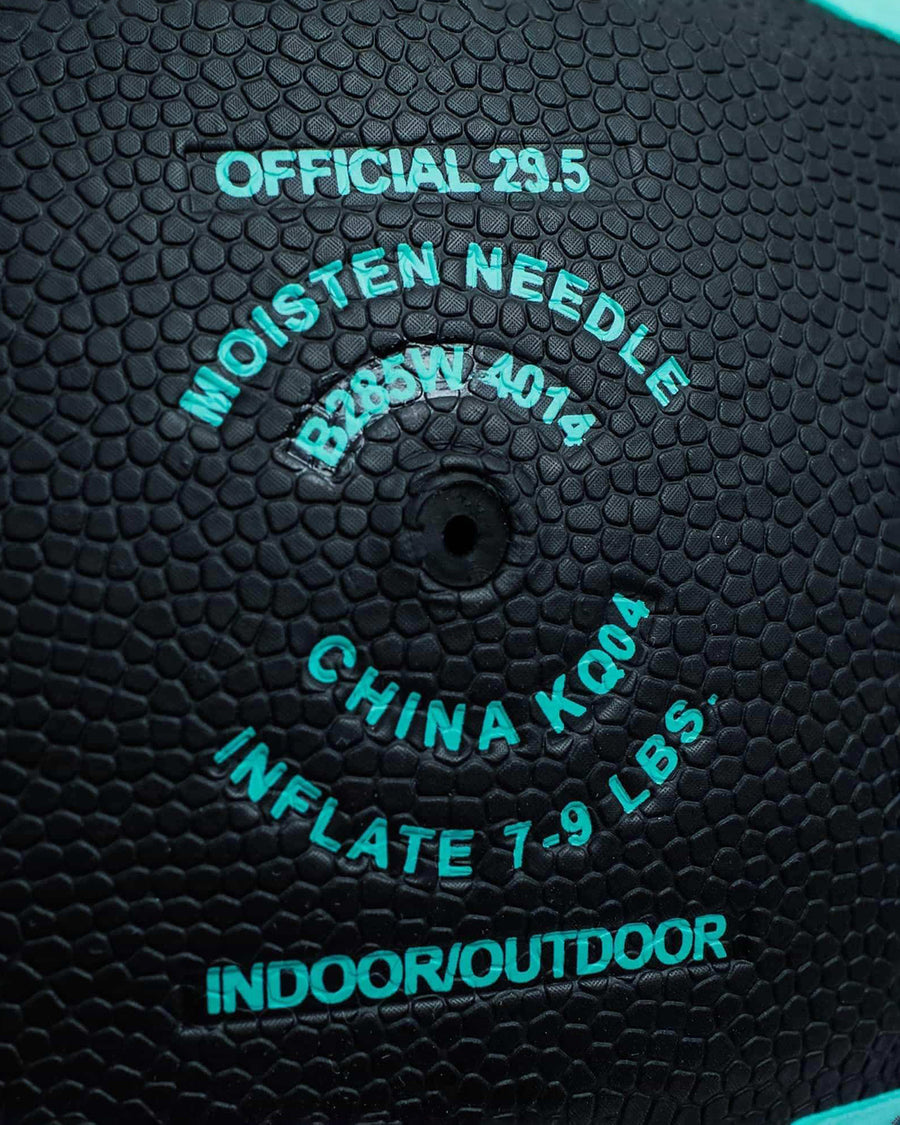 OFFICIAL 29.5
MOISTEN NEEDLE
B285W 4014
CHINA KQ04
INFLATE 7-9 LBS.
INDOOR/OUTDOOR